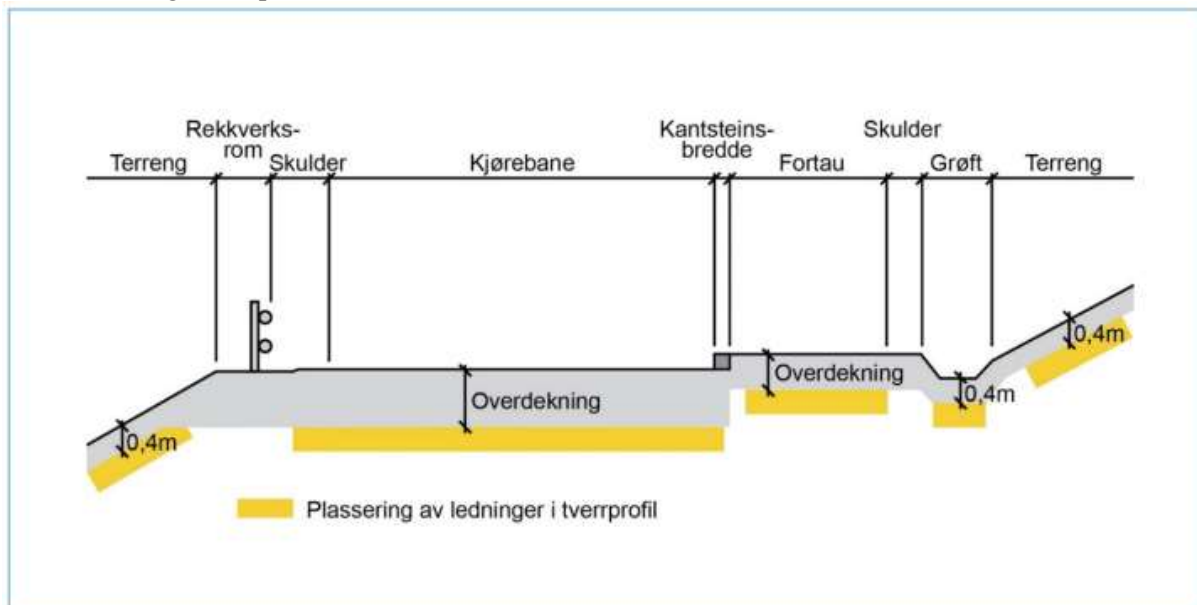 Rekkverks-
rom
Kantsteins-
bredde
Skulder
Terreng
Skulder
Kjørebane
Fortau
Grøft
Terreng
0,4m
Overdekning
Overdekning
0,4m
0,4m
Plassering av ledninger i tverrprofil